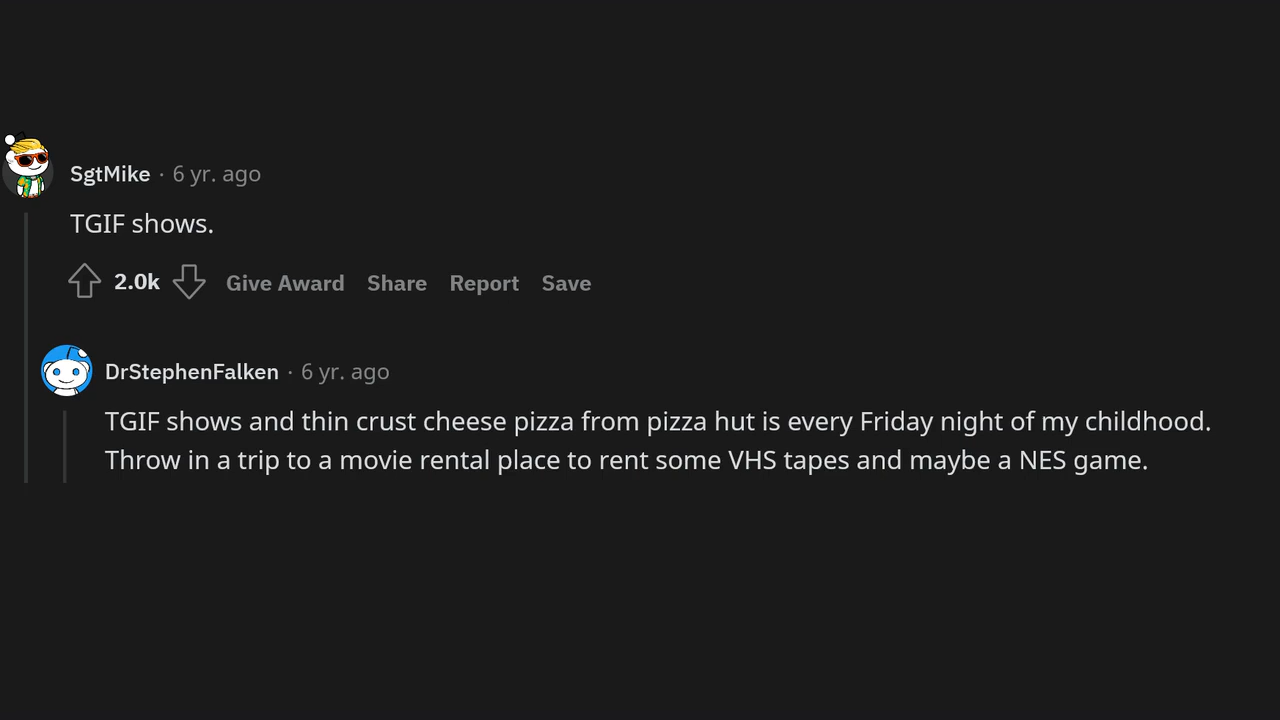 SgtMike · 6 yr. ago
TGIF shows.
2.0k Give Award Share Report Save
DrStephenFalken · 6 yr. ago
TGIF shows and thin crust cheese pizza from pizza hut is every Friday night of my childhood.
Throw in a trip to a movie rental place to rent some VHS tapes and maybe a NES game.